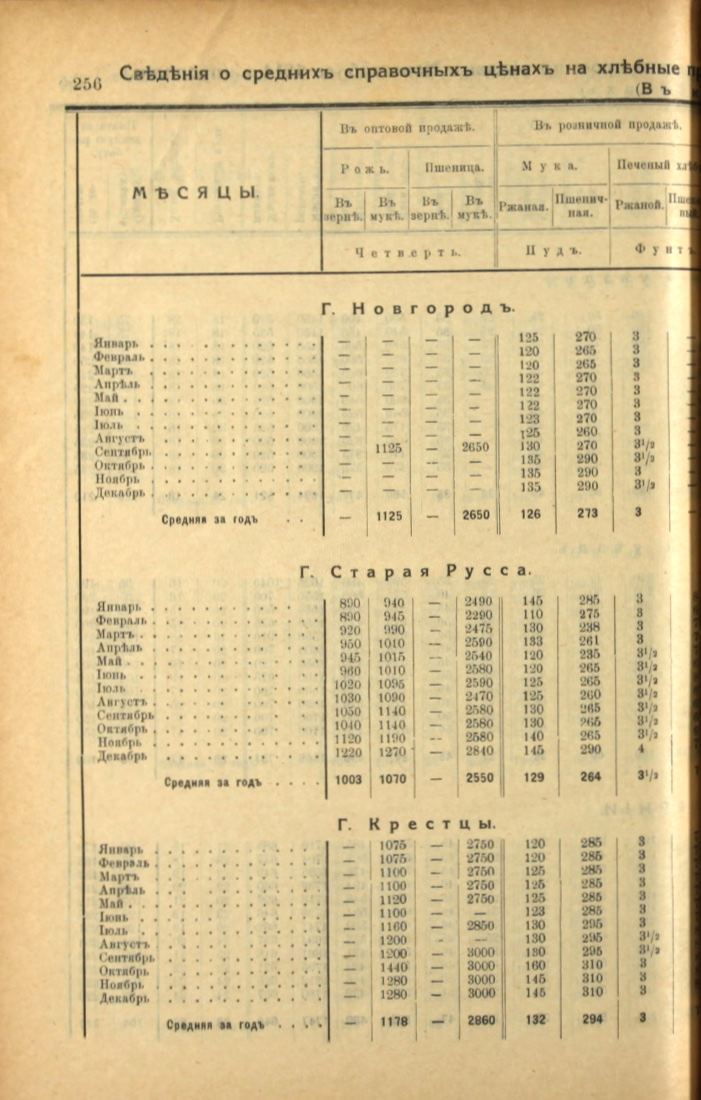 256 Свѣдѣнія о среднихъ справочныхъ цѣнахъ на хлѣбные
(Въ
МѢСЯЦЫ. Въ оптовой продажѣ. Въ розничной продажѣ.
Рожь. Пшеница. Мука. Печеный
Въ зернѣ. Въ мукѣ. Въ зернѣ. Въ мукѣ. Ржаная. Пшенич-ная. Ржаной.
Четверть. Пудъ. Фунтъ
Г. Новгородъ.
Январь — — — — 125 270 3 —
Февраль — — — — 120 265 3 —
Мартъ — — — — 120 265 3 —
Апрѣль — — — — 122 270 3 —
Май — — — — 122 270 3 —
Іюнь — — — — 122 270 3 —
Іюль — — — — 123 270 3 —
Августъ — — — — 125 260 3 —
Сентябрь — 1125 — 2650 130 270 3¹/₂ —
Октябрь — — — — 135 290 3¹/₂ —
Ноябрь — — — — 135 290 3 —
Декабрь — — — — 135 290 3¹/₂ —
Средняя за годъ — 1125 — 2650 126 273 3 —
Г. Старая Русса.
Январь 890 940 — 2490 145 285 3
Февраль 890 945 — 2290 110 275 3
Мартъ 920 990 — 2475 130 238 3
Апрѣль 950 1010 — 2590 133 261 3
Май 945 1015 — 2540 120 235 3¹/₂
Іюнь 960 1010 — 2580 120 265 3¹/₂
Іюль 1020 1095 — 2590 125 265 3¹/₂
Августъ 1030 1090 — 2470 125 260 3¹/₂
Сентябрь 1050 1140 — 2580 130 265 3¹/₂
Октябрь 1040 1140 — 2580 130 265 3¹/₂
Ноябрь 1120 1190 — 2580 140 265 3¹/₂
Декабрь 1220 1270 — 2840 145 290 4
Средняя за годъ 1003 1070 — 2550 129 264 3¹/₂
Г. Крестцы.
Январь — 1075 — 2750 120 285 3
Февраль — 1075 — 2750 120 285 3
Мартъ — 1100 — 2750 125 285 3
Апрѣль — 1100 — 2750 125 285 3
Май — 1120 — 2750 125 285 3
Іюнь — 1100 — — 123 285 3
Іюль — 1160 — 2850 130 295 3
Августъ — 1200 - — 130 295 3¹/₂
Сентябрь — 1200 — 3000 130 295 3¹/₂
Октябрь — 1440 — 3000 160 310 3
Ноябрь — 1280 — 3000 145 310 3
Декабрь — 1280 — 3000 145 310 3
Средняя за годъ — 1178 — 2860 132 294 3